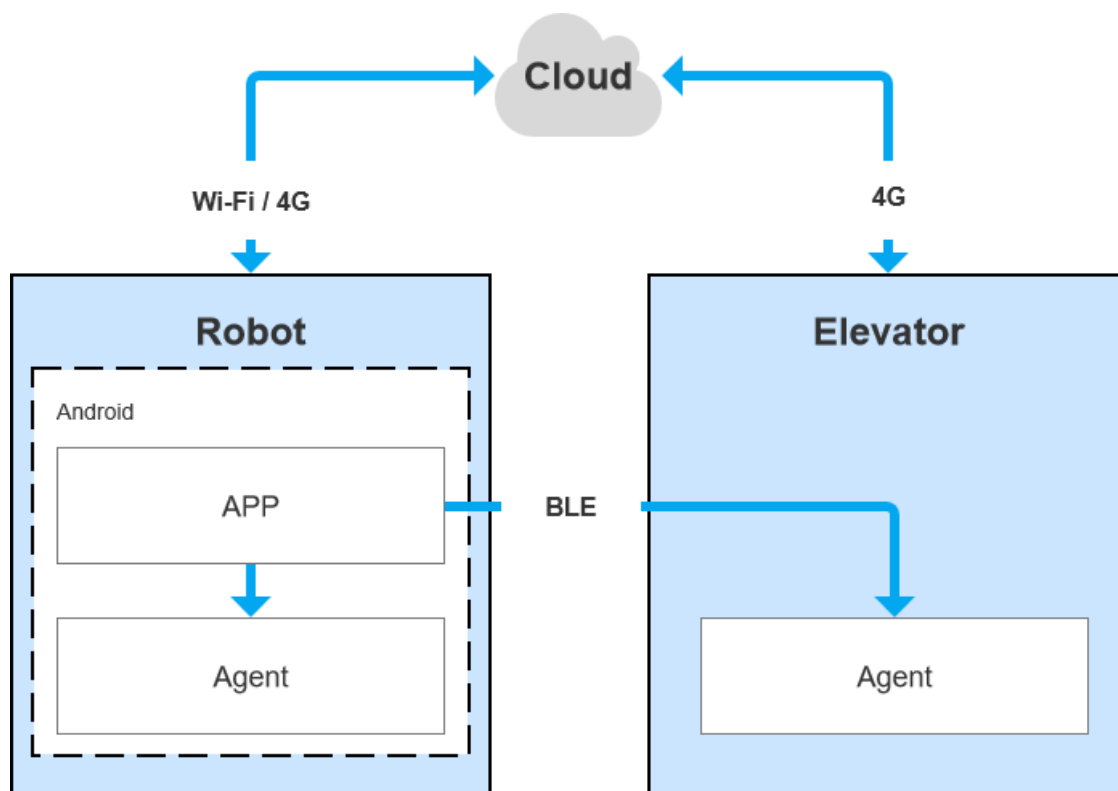 Cloud
Wi-Fi / 4G
4G
Robot
Elevator
Android
APP
BLE
Agent
Agent